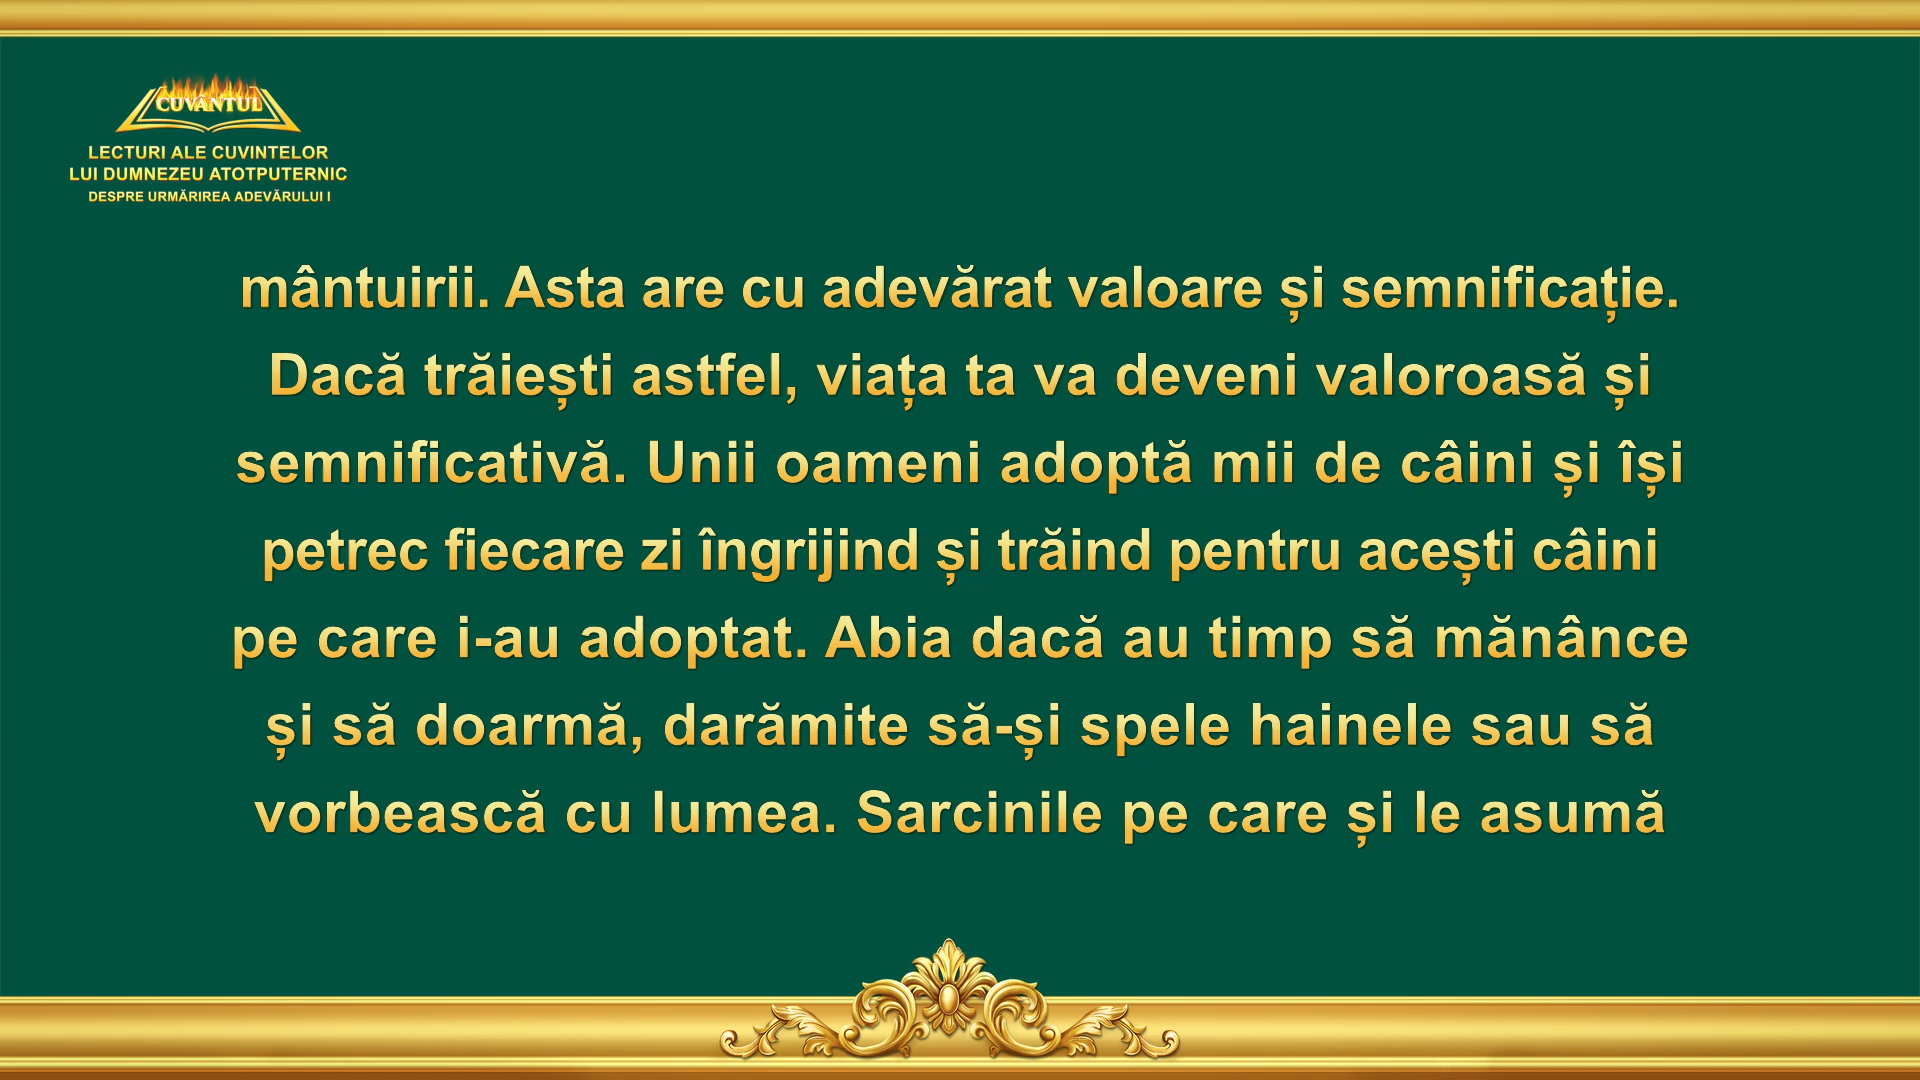 CUVÂNTUL
LECTURI ALE CUVINTELOR
LUI DUMNEZEU ATOTPUTERNIC
DESPRE URMĂRIREA ADEVĂRULUI I
mântuirii. Asta are cu adevărat valoare și semnificație.
Dacă trăiești astfel, viața ta va deveni valoroasă și
semnificativă. Unii oameni adoptă mii de câini și își
petrec fiecare zi îngrijind și trăind pentru acești câini
pe care i-au adoptat. Abia dacă au timp să mănânce
și să doarmă, darămite să-și spele hainele sau să
vorbească cu lumea. Sarcinile pe care și le asumă